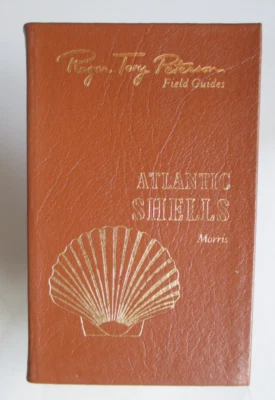 Roger Tory Peterson
Field Guides
ATLANTIC
SHELLS
Morris